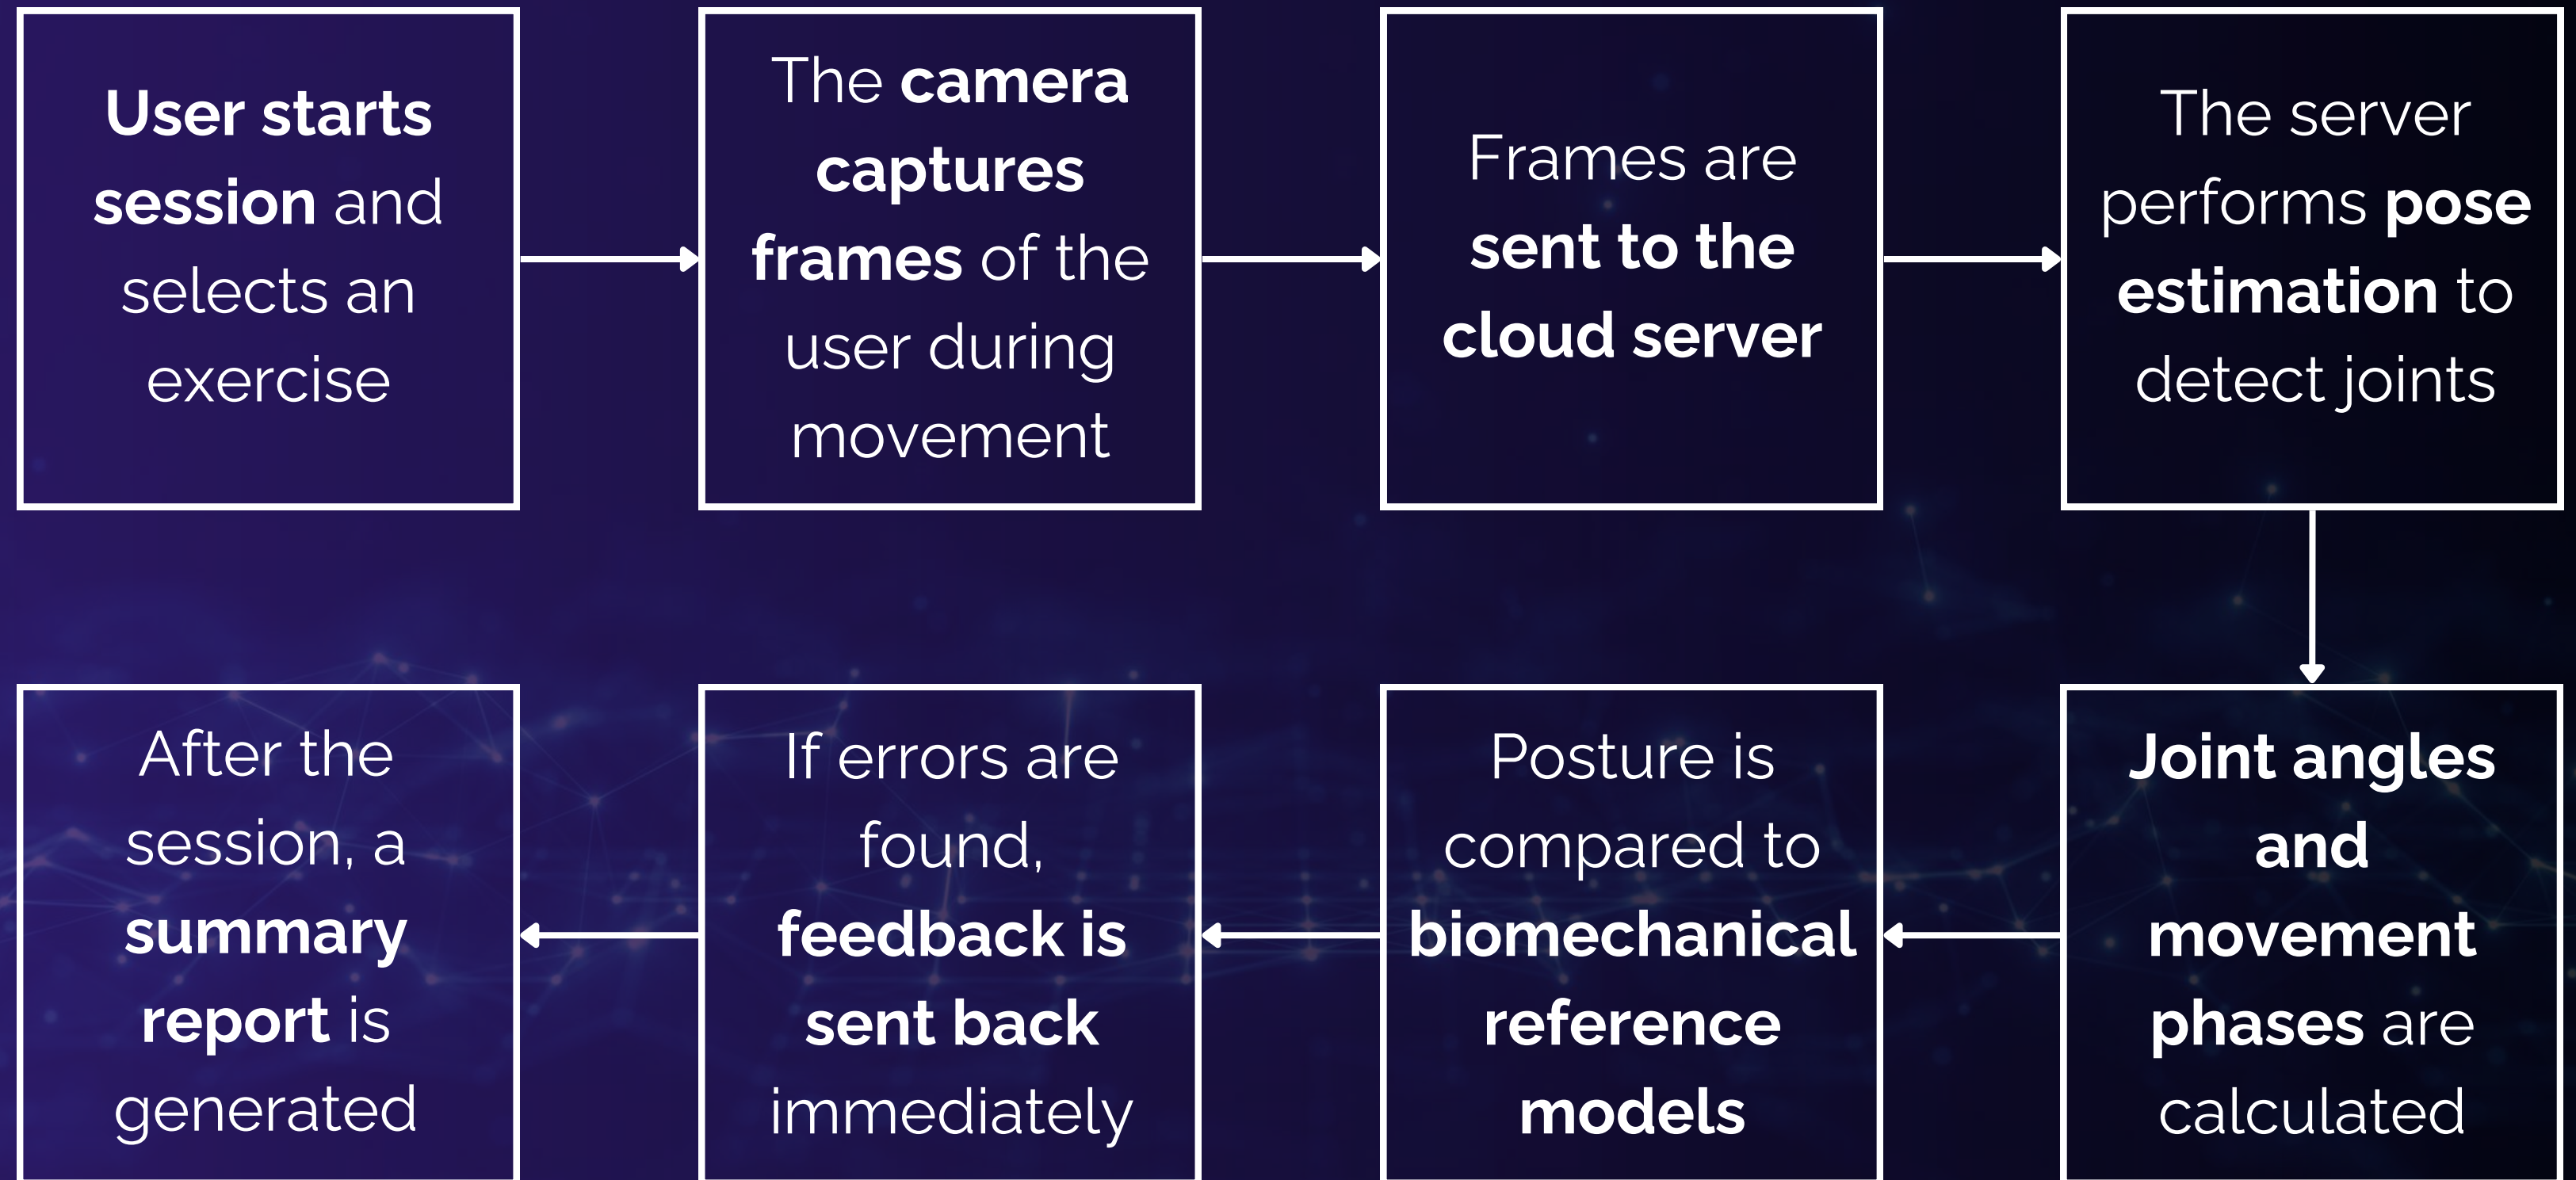 User starts
session and
selects an
exercise
The camera
captures
frames of the
user during
movement
Frames are
sent to the
cloud server
The server
performs pose
estimation to
detect joints
Joint angles
and
movement
phases are
calculated
Posture is
compared to
biomechanical
reference
models
If errors are
found,
feedback is
sent back
immediately
After the
session, a
summary
report is
generated